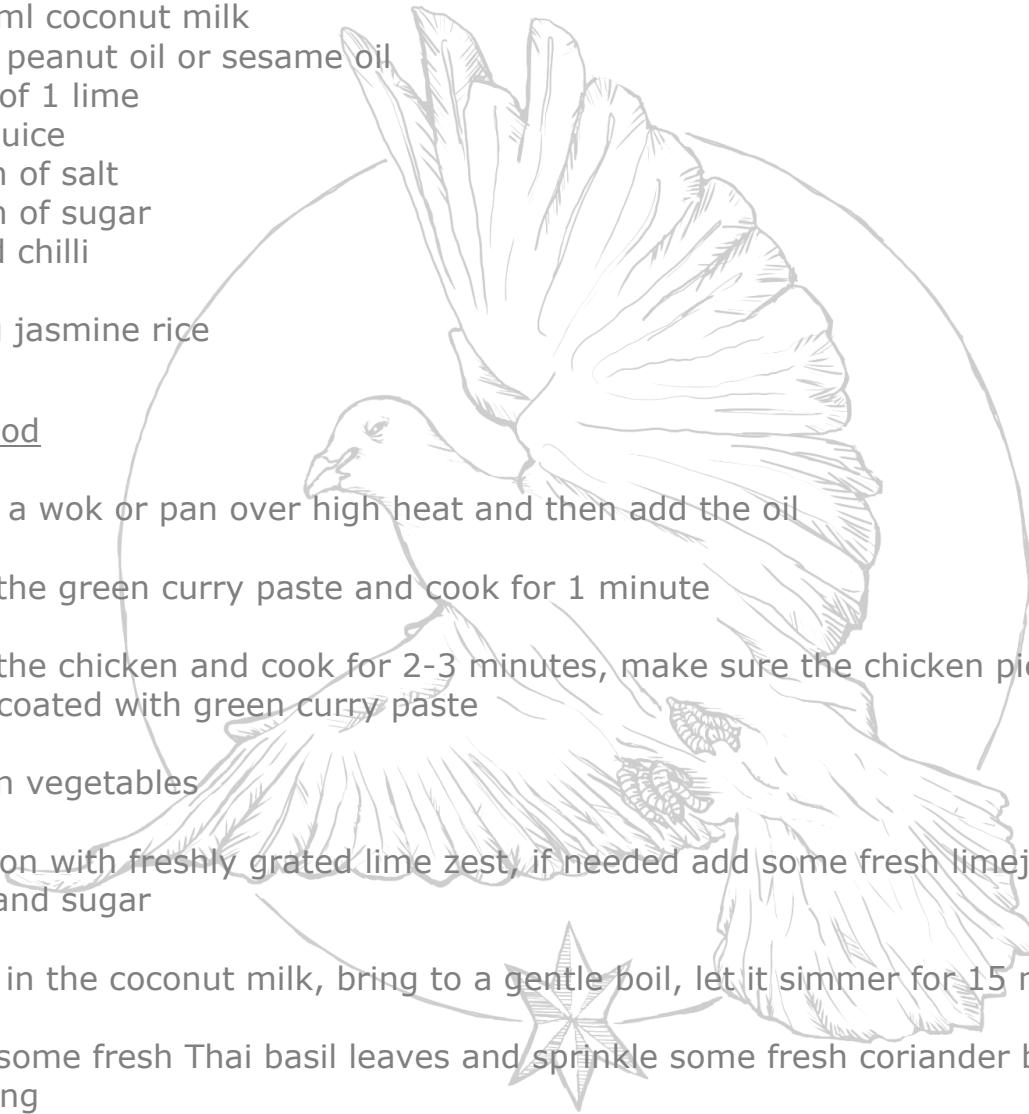 ml coconut milk
peanut oil or sesame oil
of 1 lime
uice
of salt
of sugar
chilli
jasmine rice
od
a wok or pan over high heat and then add the oil
the green curry paste and cook for 1 minute
the chicken and cook for 2-3 minutes, make sure the chicken pie
coated with green curry paste
n vegetables
on with freshly grated lime zest, if needed add some fresh limej
and sugar
in the coconut milk, bring to a gentle boil, let it simmer for 15 m
some fresh Thai basil leaves and sprinkle some fresh coriander b
ng